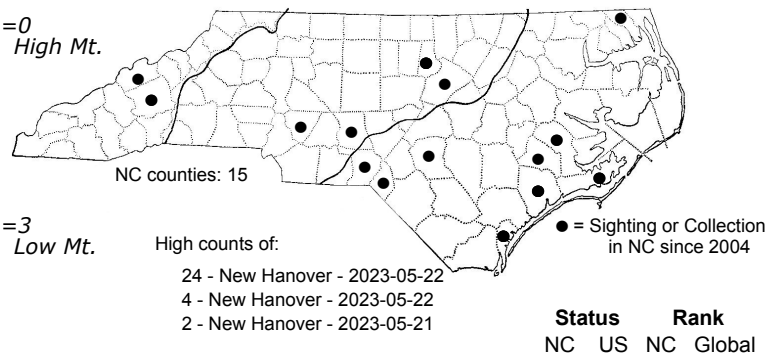 =0
High Mt.
NC counties: 15
=3
Low Mt.
High counts of:
24 - New Hanover - 2023-05-22
4 - New Hanover - 2023-05-22
2 - New Hanover - 2023-05-21
● = Sighting or Collection
in NC since 2004
Status Rank
NC US NC Global